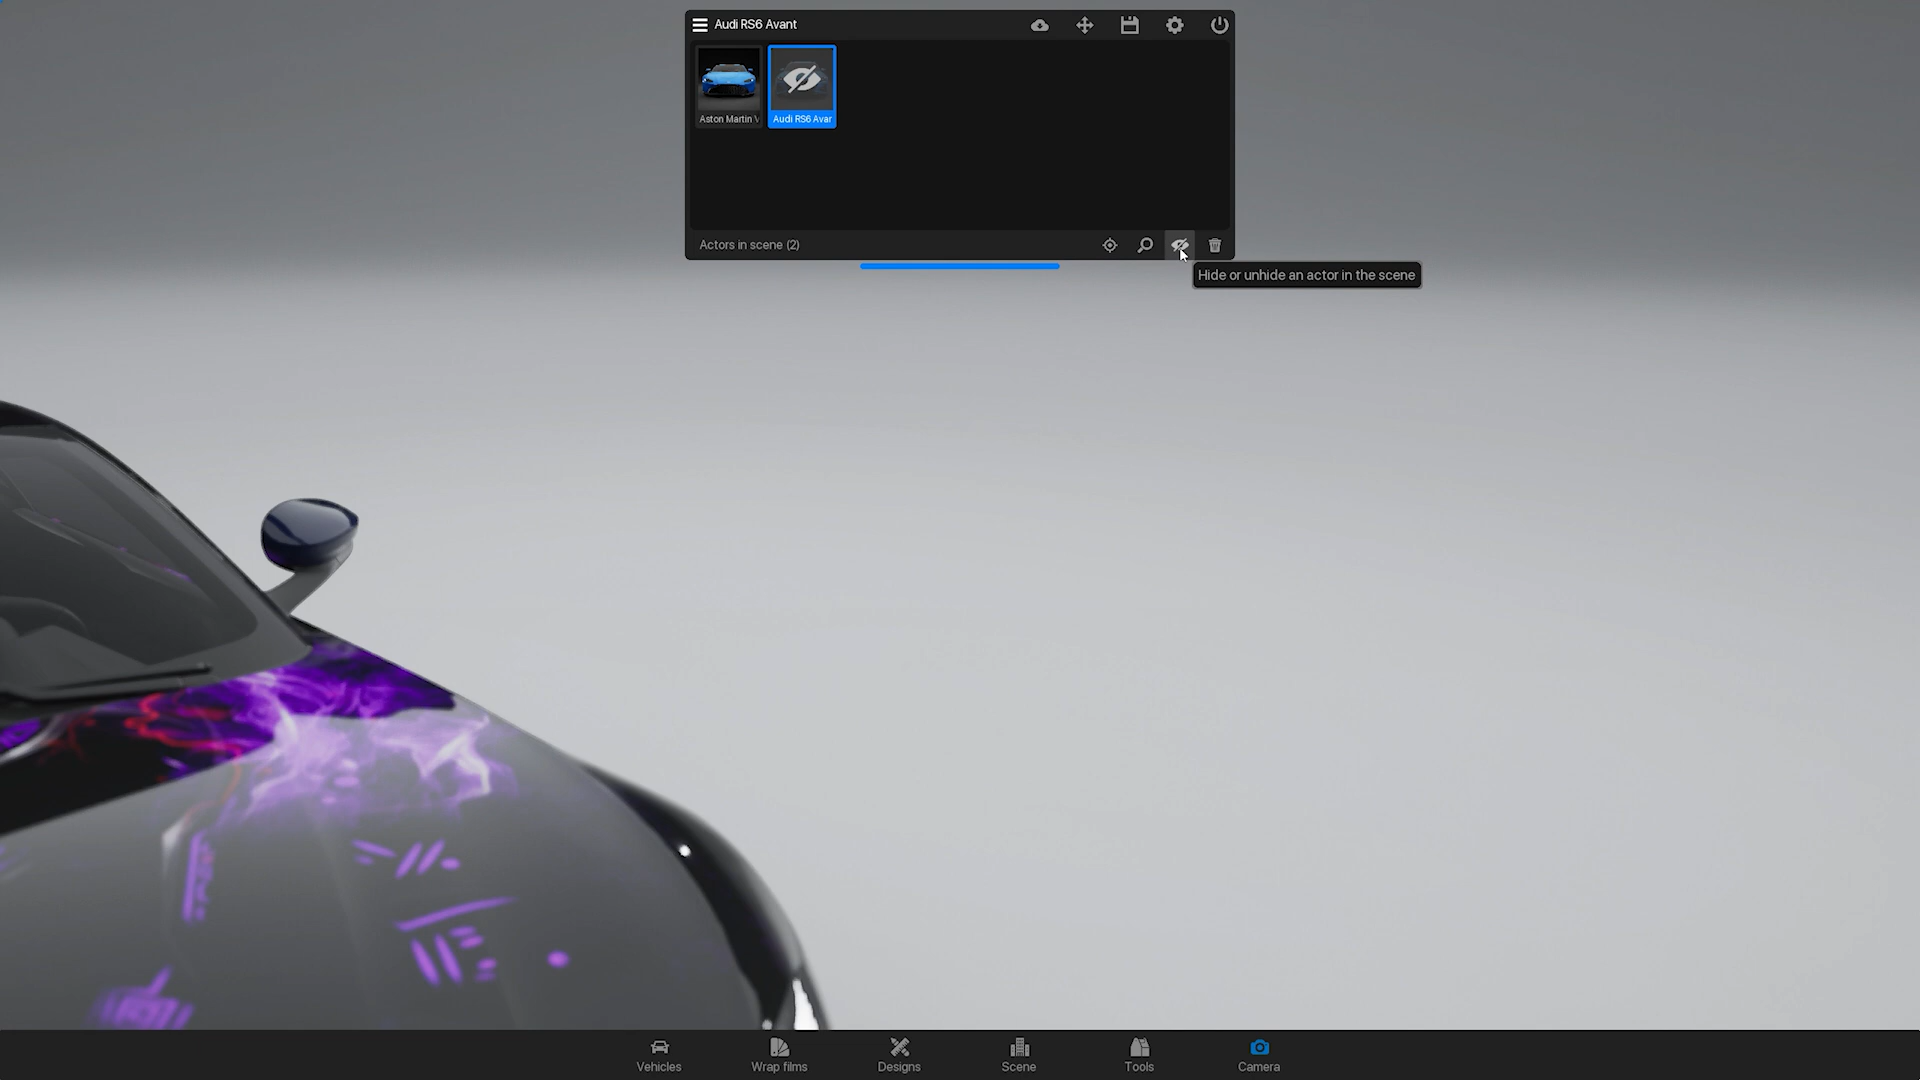 Audi RS6 Avant
Aston Martin V
Audi RS6 Avar
Actors in scene (2)
Hide or unhide an actor in the scene
Vehicles
Wrap films
Designs
Scene
Tools
Camera